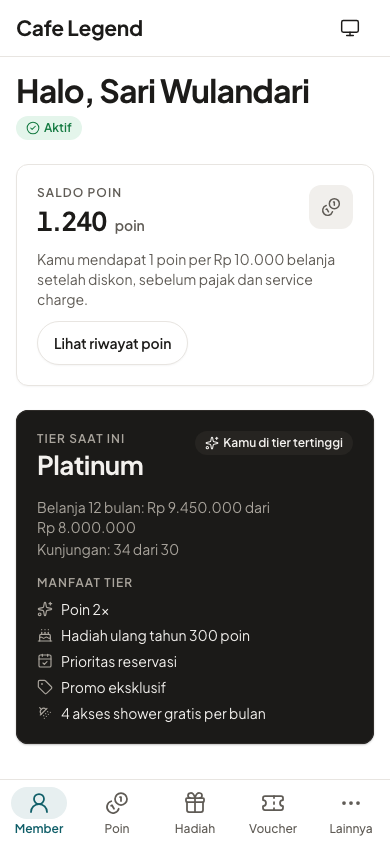 Cafe Legend
Halo, Sari Wulandari
Aktif
SALDO POIN
1.240 poin
Kamu mendapat 1 poin per Rp 10.000 belanja
setelah diskon, sebelum pajak dan service
charge.
Lihat riwayat poin
TIER SAAT INI
Kamu di tier tertinggi
Platinum
Belanja 12 bulan: Rp 9.450.000 dari
Rp 8.000.000
Kunjungan: 34 dari 30
MANFAAT TIER
Poin 2×
Hadiah ulang tahun 300 poin
Prioritas reservasi
Promo eksklusif
4 akses shower gratis per bulan
Member Poin Hadiah Voucher Lainnya